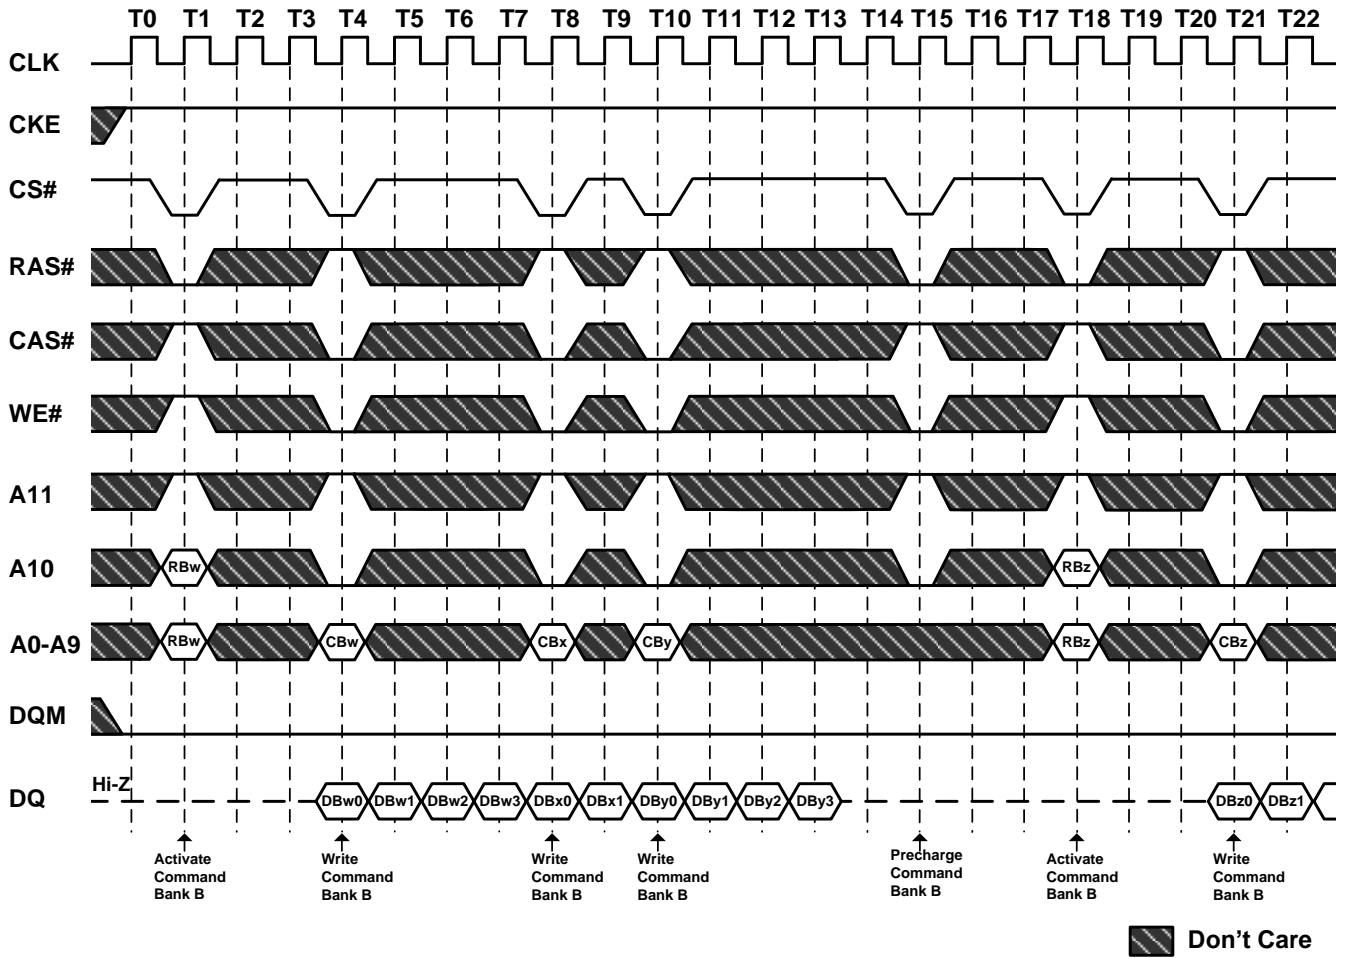 T0 T1 T2 T3 T4 T5 T6 T7 T8 T9 T10 T11 T12 T13 T14 T15 T16 T17 T18 T19 T20 T21 T22
CLK
CKE
CS#
RAS#
CAS#
WE#
A11
A10 RBw RBz
A0-A9 RBw CBw CBx CBy RBz CBz
DQM
DQ Hi-Z DBw0 DBw1 DBw2 DBw3 DBx0 DBx1 DBy0 DBy1 DBy2 DBy3 DBz0 DBz1
Activate
Command
Bank B
Write
Command
Bank B
Write
Command
Bank B
Write
Command
Bank B
Precharge
Command
Bank B
Activate
Command
Bank B
Write
Command
Bank B
Don't Care